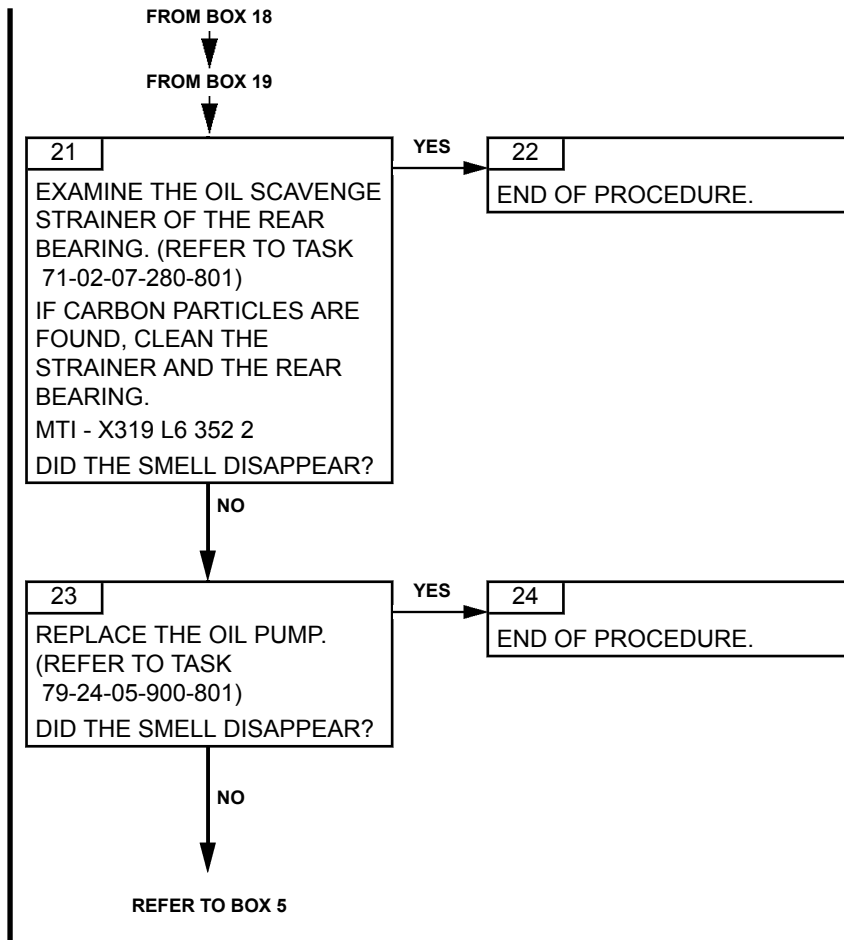 FROM BOX 18
FROM BOX 19
21
EXAMINE THE OIL SCAVENGE
STRAINER OF THE REAR
BEARING. (REFER TO TASK
71-02-07-280-801)
IF CARBON PARTICLES ARE
FOUND, CLEAN THE
STRAINER AND THE REAR
BEARING.
MTI - X319 L6 352 2
DID THE SMELL DISAPPEAR?
YES
22
END OF PROCEDURE.
NO
23
REPLACE THE OIL PUMP.
(REFER TO TASK
79-24-05-900-801)
DID THE SMELL DISAPPEAR?
YES
24
END OF PROCEDURE.
NO
REFER TO BOX 5